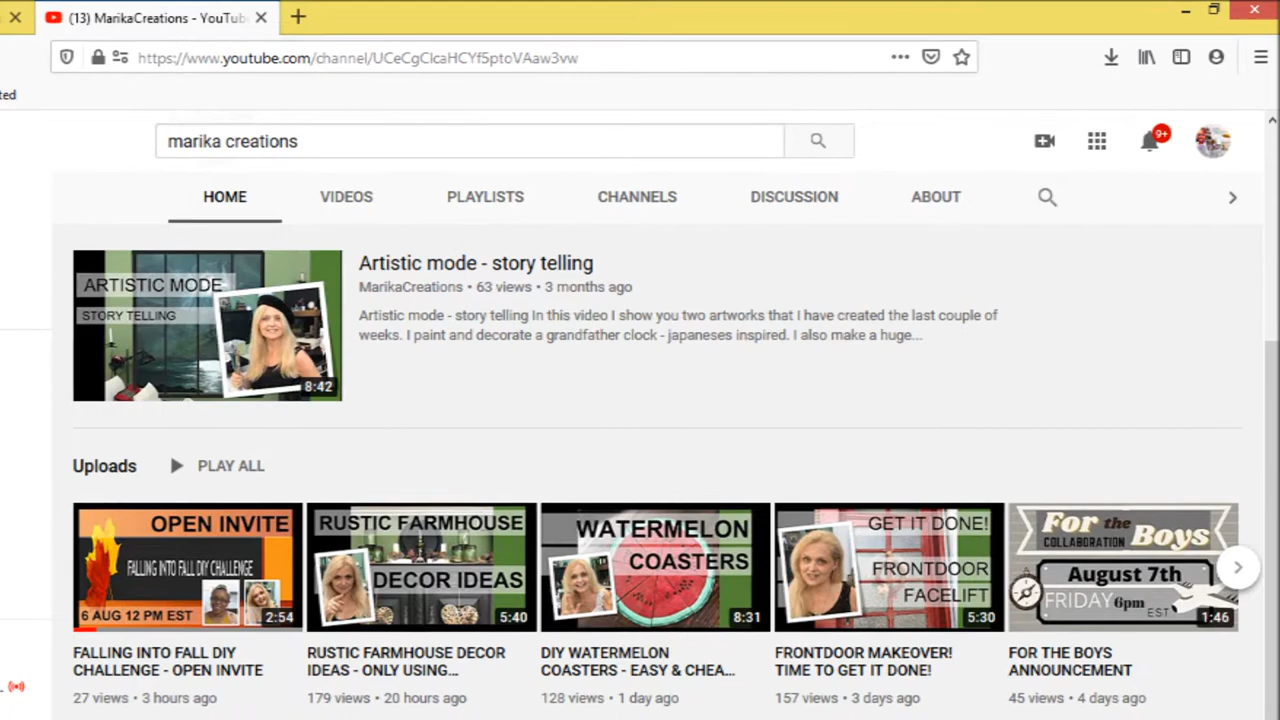 (13) MarikaCreations - YouTub
https://www.youtube.com/channel/UCeCgCIcaHCYf5ptoVAaw3vw
ted
marika creations
9+
HOME VIDEOS PLAYLISTS CHANNELS DISCUSSION ABOUT
ARTISTIC MODE
STORY TELLING
8:42
Artistic mode - story telling
MarikaCreations • 63 views • 3 months ago
Artistic mode - story telling In this video I show you two artworks that I have created the last couple of
weeks. I paint and decorate a grandfather clock - japaneses inspired. I also make a huge...
Uploads PLAY ALL
OPEN INVITE
FALLING INTO FALL DIY CHALLENGE
6 AUG 12 PM EST
2:54
RUSTIC FARMHOUSE
DECOR IDEAS
5:40
WATERMELON
COASTERS
8:31
GET IT DONE!
FRONTDOOR
FACELIFT
5:30
For the Boys
COLLABORATION
August 7th
FRIDAY 6pm EST
1:46
FALLING INTO FALL DIY
CHALLENGE - OPEN INVITE
27 views • 3 hours ago
RUSTIC FARMHOUSE DECOR
IDEAS - ONLY USING...
179 views • 20 hours ago
DIY WATERMELON
COASTERS - EASY & CHEA...
128 views • 1 day ago
FRONTDOOR MAKEOVER!
TIME TO GET IT DONE!
157 views • 3 days ago
FOR THE BOYS
ANNOUNCEMENT
45 views • 4 days ago